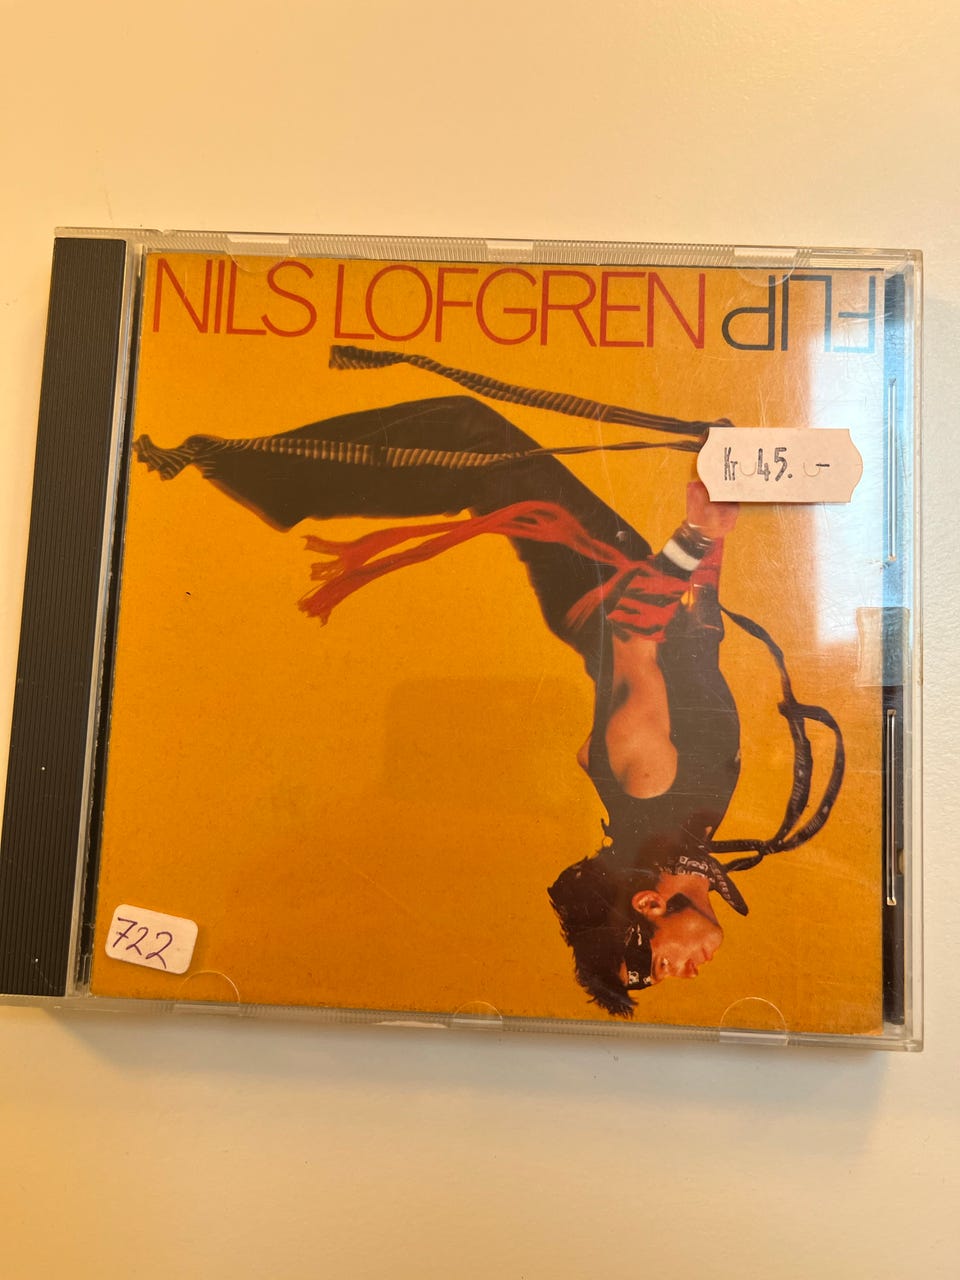 NILS LOFGREN FLIP
Kr 45.-
722